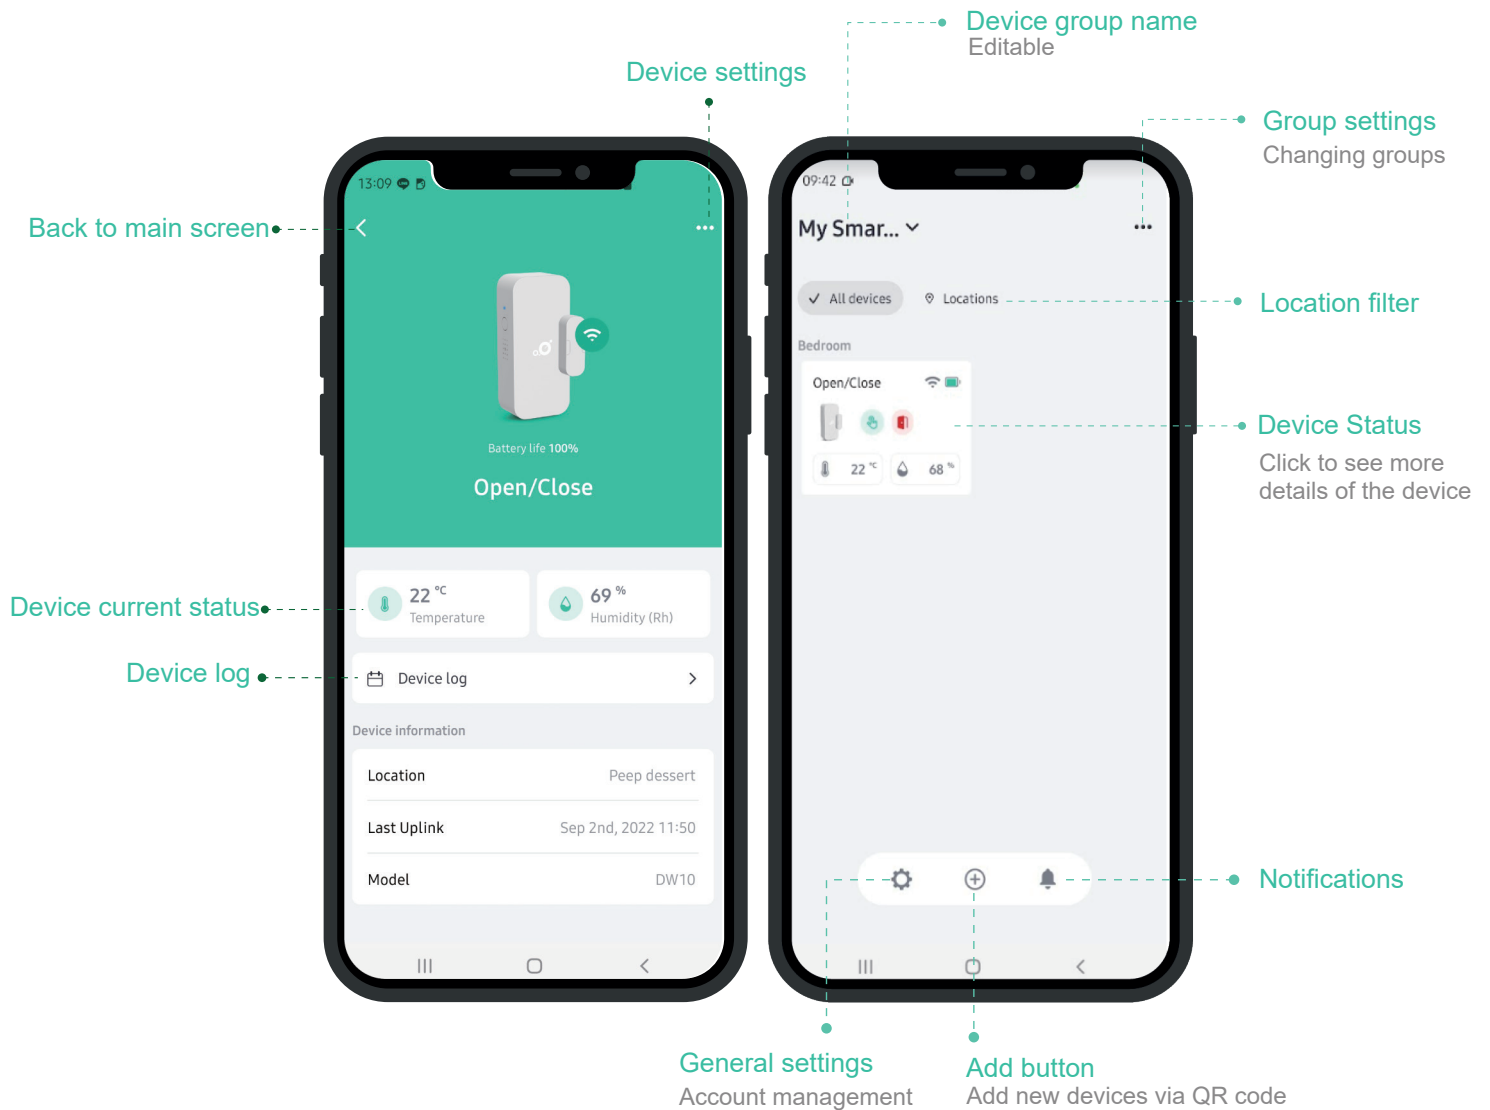 Device group name
Editable
Device settings
Group settings
Changing groups
13:09
09:42
Back to main screen
My Smar...
All devices
Locations
Location filter
Bedroom
Open/Close
Battery life 100%
Open/Close
Device Status
Click to see more
details of the device
22 °C
68 %
22 °C
Temperature
69 %
Humidity (Rh)
Device current status
Device log
Device log
Device information
Location
Peep dessert
Last Uplink
Sep 2nd, 2022 11:50
Model
DW10
Notifications
General settings
Account management
Add button
Add new devices via QR code